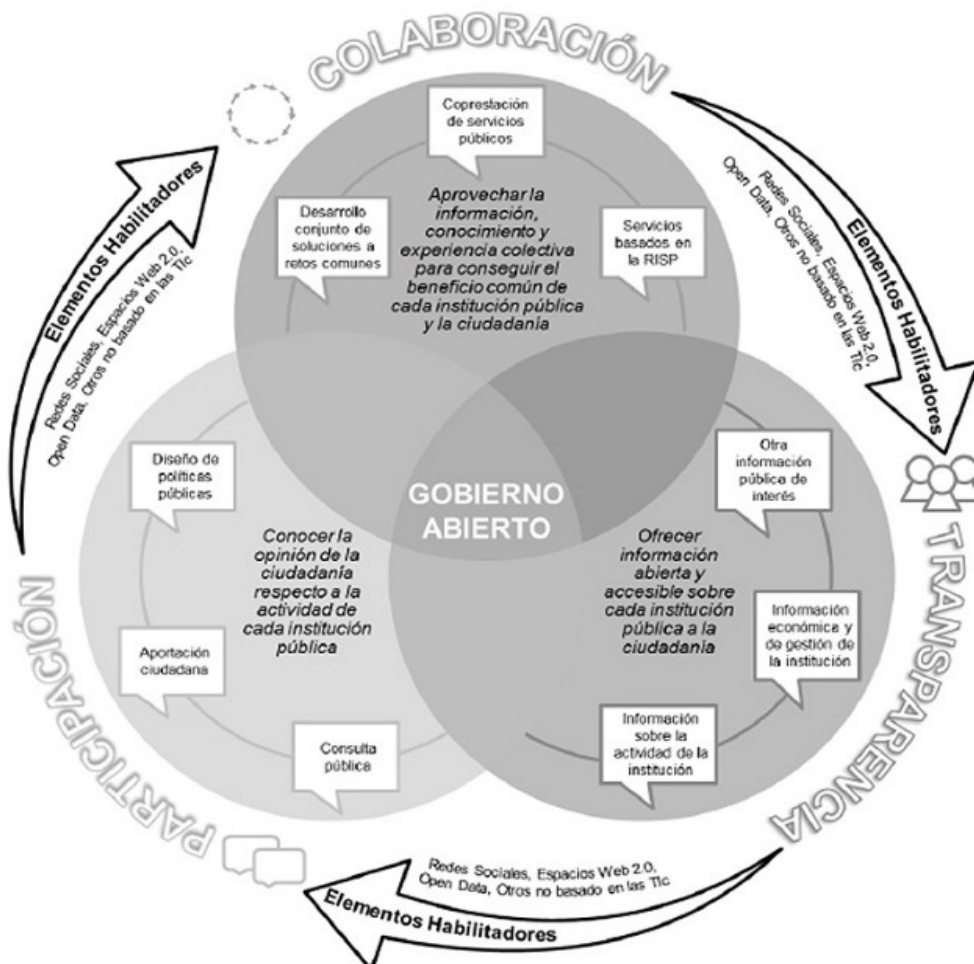 COLABORACIÓN
Coprestación
de servicios
públicos
Desarrollo
conjunto de
soluciones a
retos comunes
Aprovechar la
información,
conocimiento y
experiencia colectiva
para conseguir el
beneficio común de
cada institución pública
y la ciudadanía
Servicios
basados en
la RISP
Elementos Habilitadores
Redes Sociales, Espacios Web 2.0,
Open Data, Otros no basado en las Tic
Elementos Habilitadores
Redes Sociales, Espacios Web 2.0,
Open Data, Otros no basado en las Tic
GOBIERNO
ABIERTO
PARTICIPACIÓN
Diseño de
políticas
públicas
Conocer la
opinión de la
ciudadanía
respecto a la
actividad de
cada institución
pública
Aportación
ciudadana
Consulta
pública
TRANSPARENCIA
Otra
información
pública de
interés
Ofrecer
información
abierta y
accesible sobre
cada institución
pública a la
ciudadanía
Información
económica y
de gestión de
la institución
Información
sobre la
actividad de la
institución
Redes Sociales, Espacios Web 2.0,
Open Data, Otros no basado en las Tic
Elementos Habilitadores